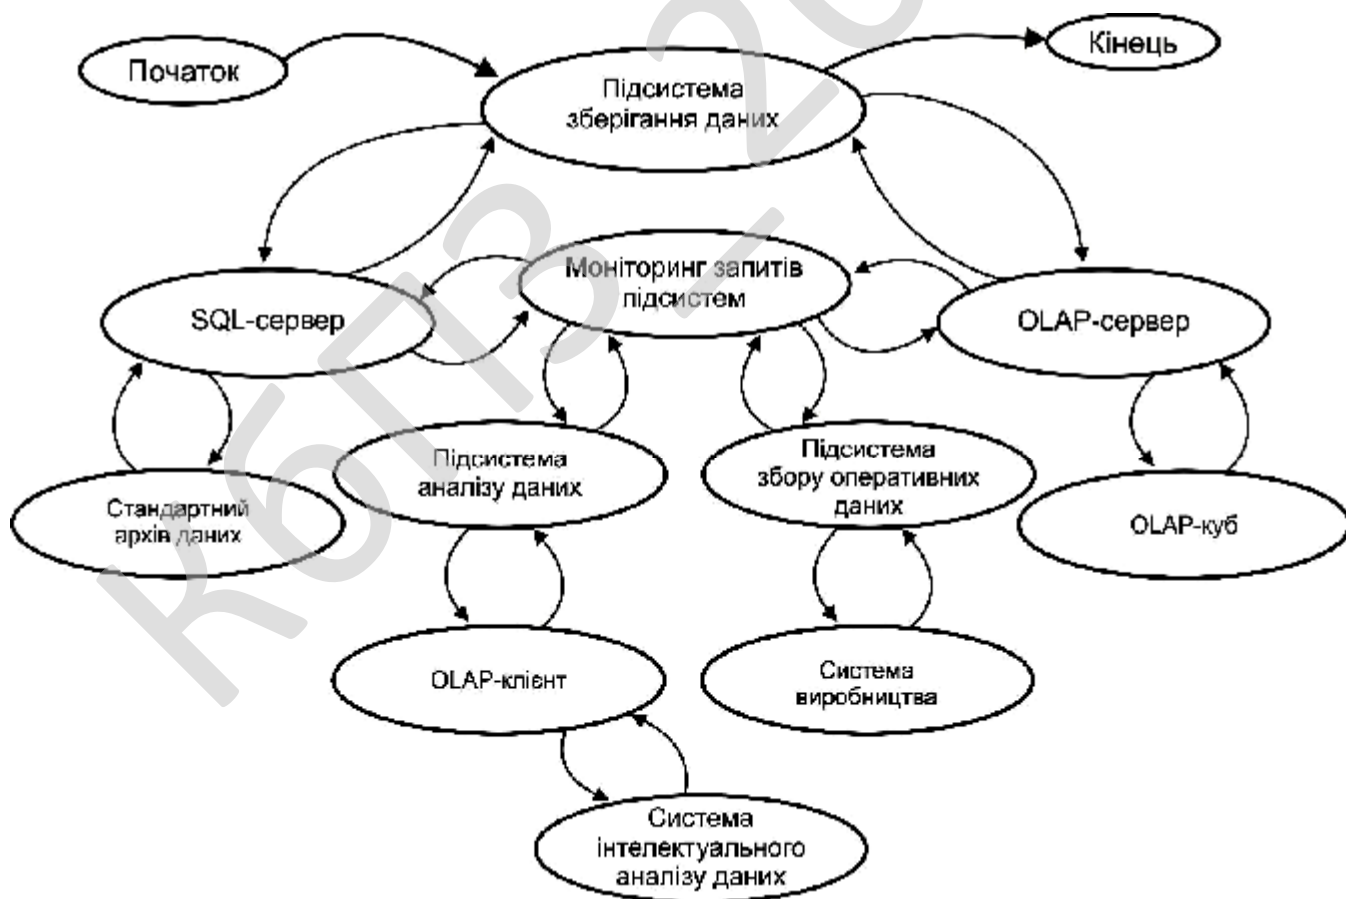 Початок
Кінець
Підсистема
зберігання даних
Моніторинг запитів
підсистем
SQL-сервер
OLAP-сервер
Підсистема
аналізу даних
Підсистема
збору оперативних
даних
Стандартний
архів даних
OLAP-куб
OLAP-клієнт
Система
виробництва
Система
інтелектуального
аналізу даних
КбПЗ_20